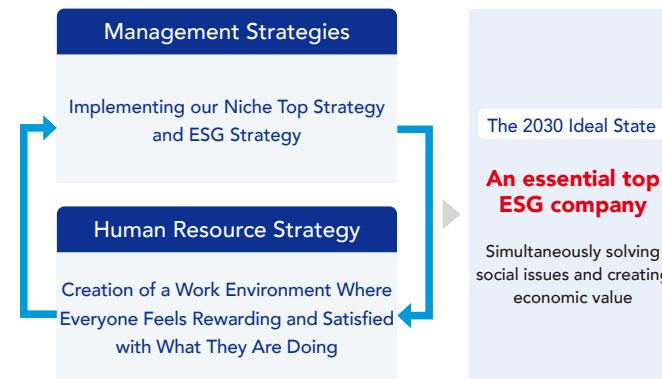 Management Strategies
Implementing our Niche Top Strategy
and ESG Strategy
Human Resource Strategy
Creation of a Work Environment Where
Everyone Feels Rewarding and Satisfied
with What They Are Doing
The 2030 Ideal State
An essential top
ESG company
Simultaneously solving
social issues and creating
economic value